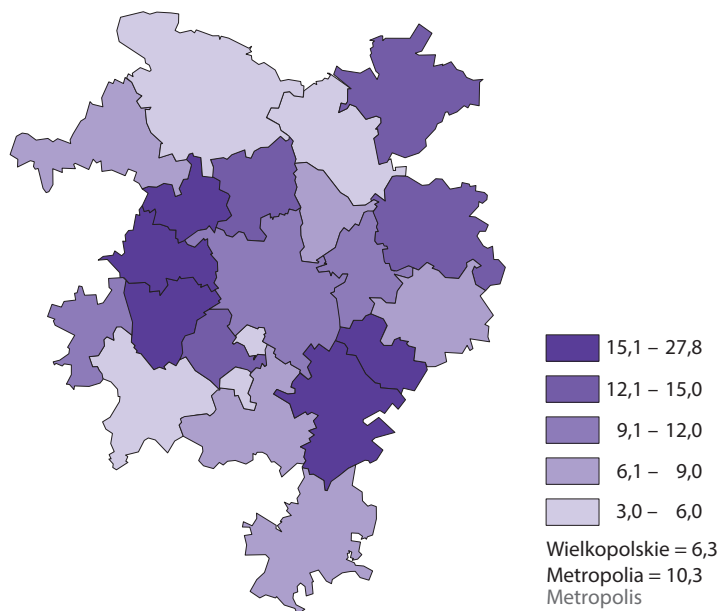 15,1 – 27,8
12,1 – 15,0
9,1 – 12,0
6,1 – 9,0
3,0 – 6,0
Wielkopolskie = 6,3
Metropolia = 10,3
Metropolis